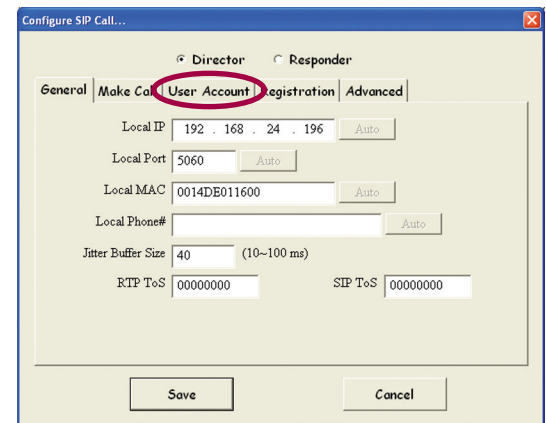 Configure SIP Call...
Director Responder
General Make Call User Account Registration Advanced
Local IP 192 . 168 . 24 . 196 Auto
Local Port 5060 Auto
Local MAC 0014DE011600 Auto
Local Phone# Auto
Jitter Buffer Size 40 (10~100 ms)
RTP ToS 00000000 SIP ToS 00000000
Save Cancel